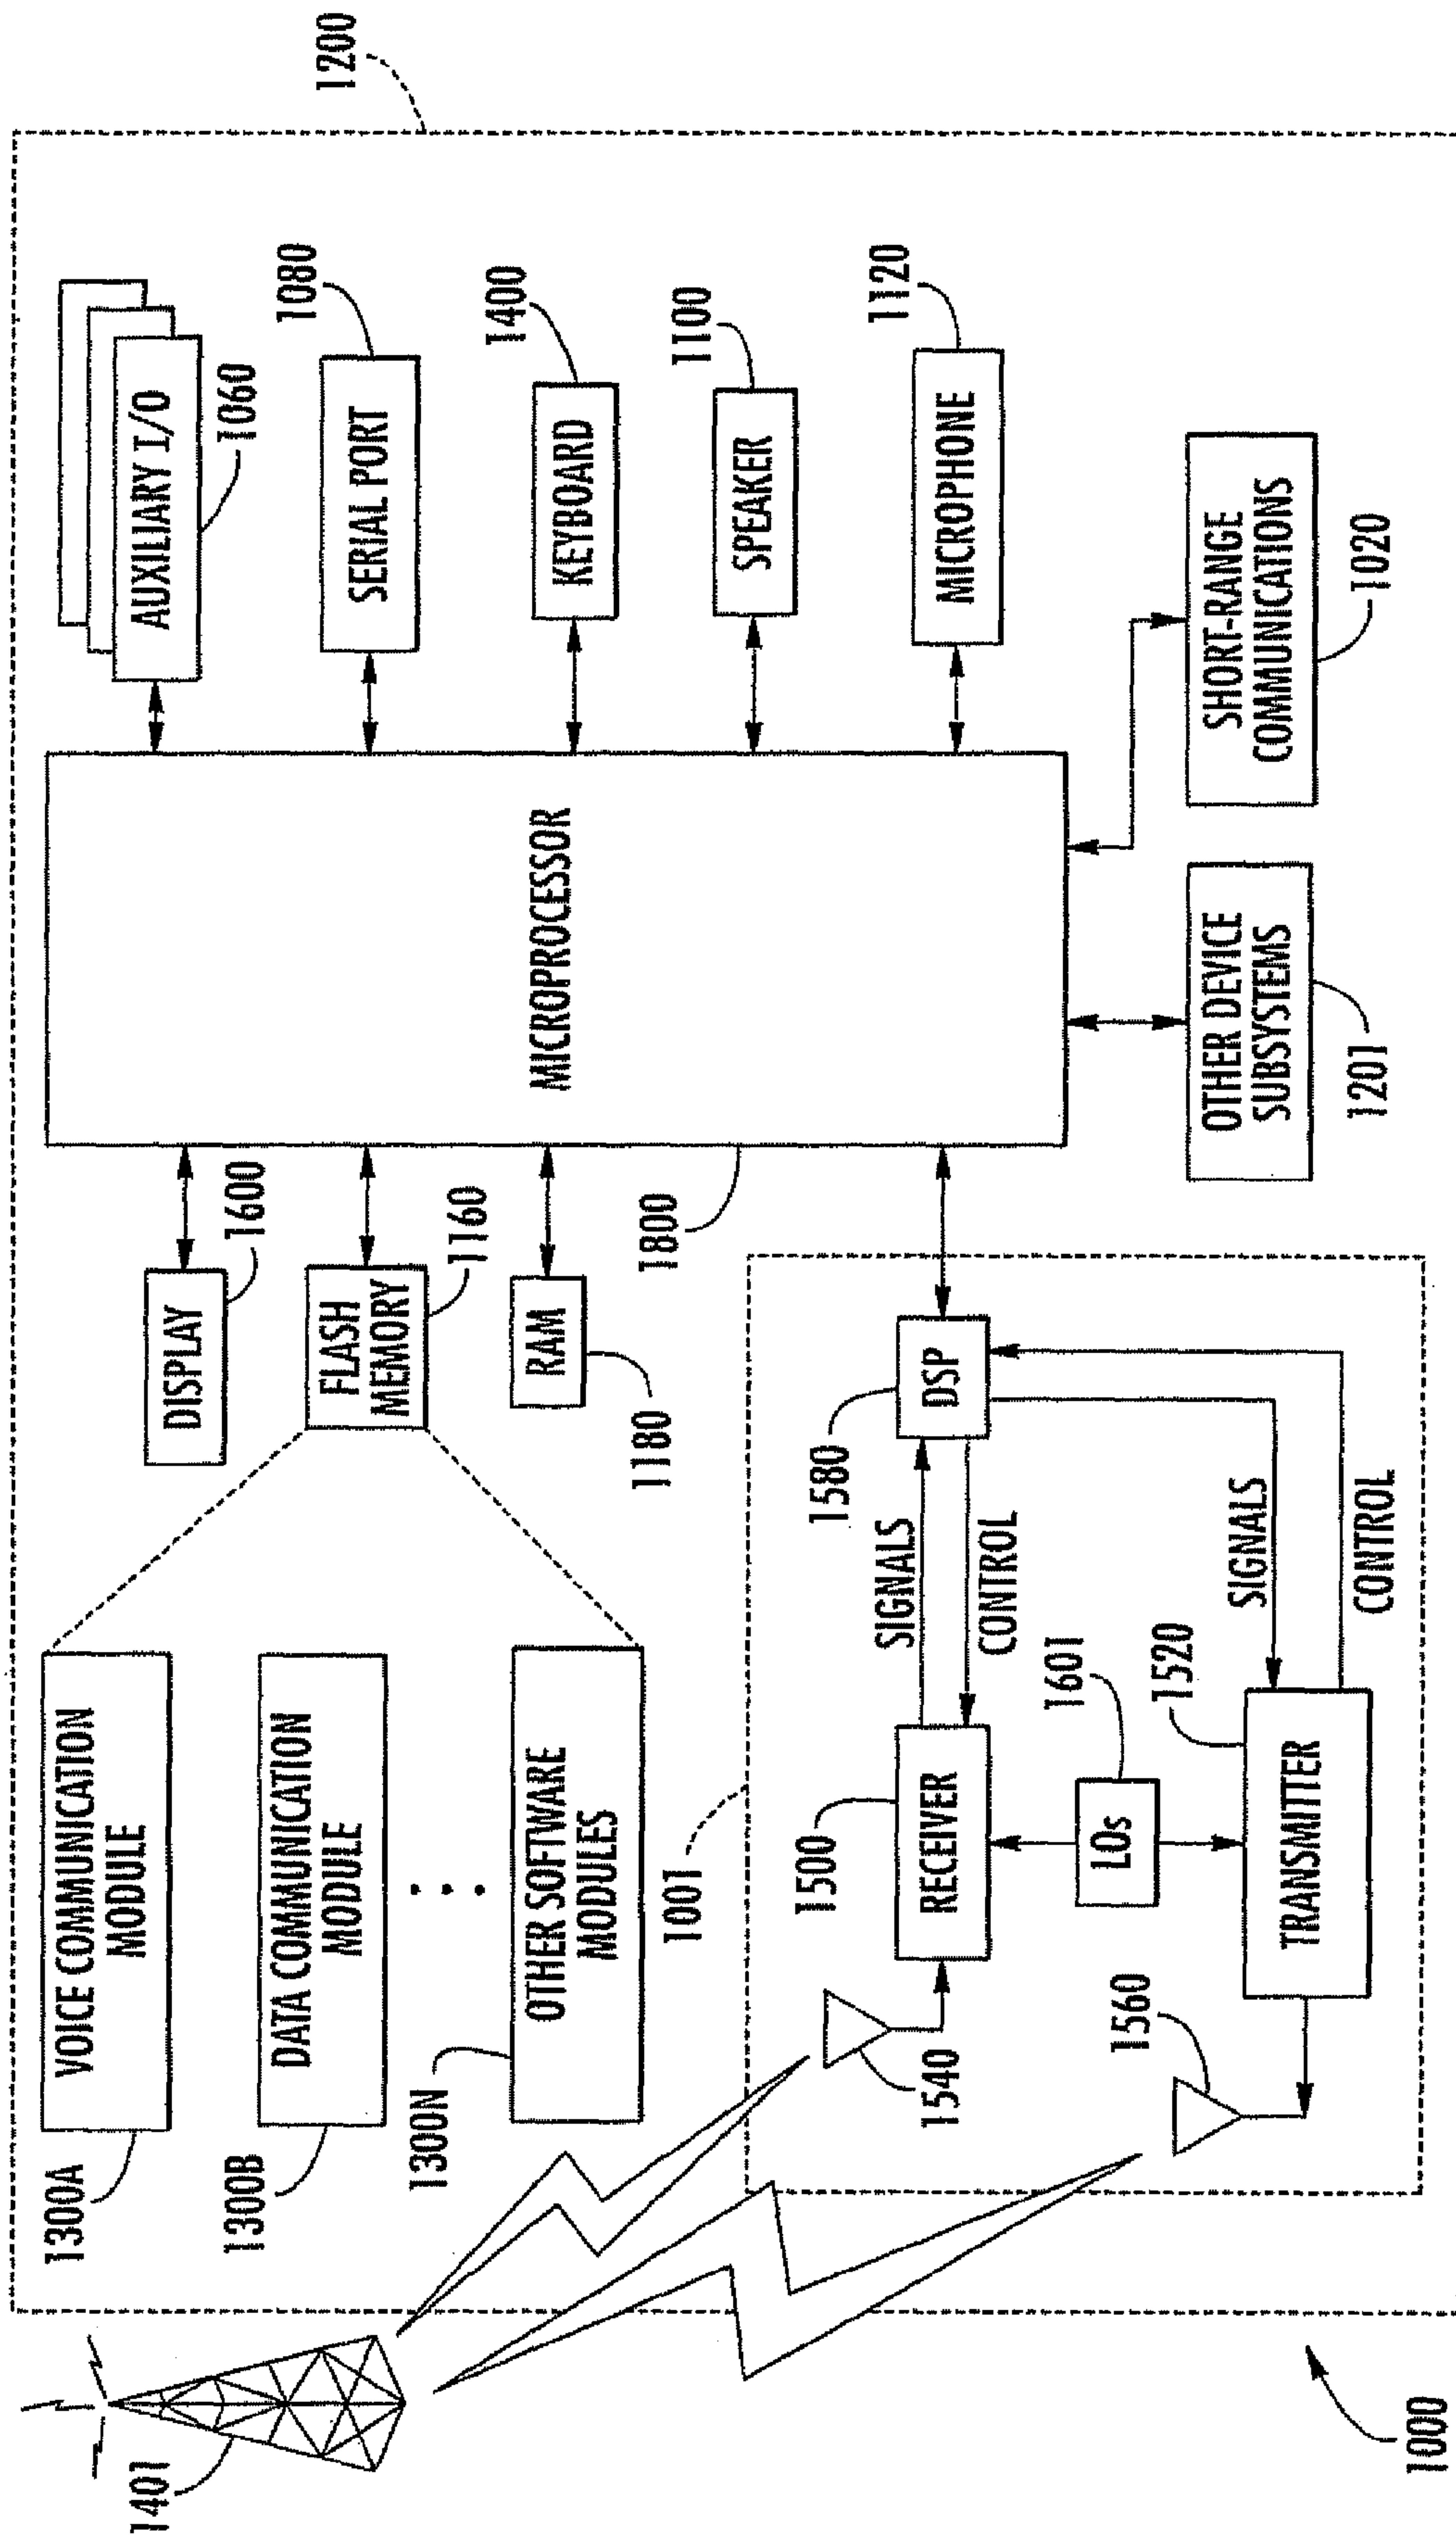 1401
1300A
VOICE COMMUNICATION
MODULE
1300B
DATA COMMUNICATION
MODULE
1300N
OTHER SOFTWARE
MODULES
DISPLAY
1600
FLASH
MEMORY
1160
RAM
1180
1800
MICROPROCESSOR
AUXILIARY I/O
1060
SERIAL PORT
1080
KEYBOARD
1400
SPEAKER
1100
MICROPHONE
1120
1200
1001
1540
1500
RECEIVER
SIGNALS
CONTROL
1580
DSP
LOs
1601
1560
1520
TRANSMITTER
SIGNALS
CONTROL
OTHER DEVICE
SUBSYSTEMS
1201
SHORT-RANGE
COMMUNICATIONS
1020
1000